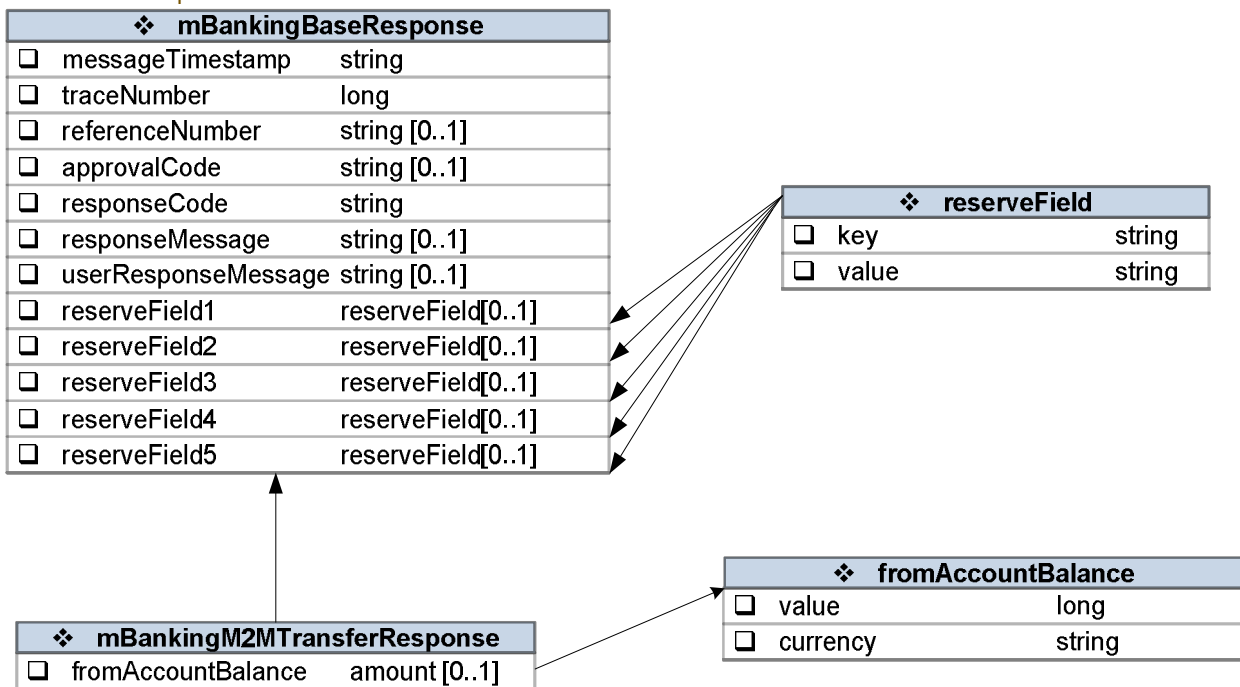 ❖ mBankingBaseResponse
❑ messageTimestamp string
❑ traceNumber long
❑ referenceNumber string [0..1]
❑ approvalCode string [0..1]
❑ responseCode string
❑ responseMessage string [0..1]
❑ userResponseMessage string [0..1]
❑ reserveField1 reserveField[0..1]
❑ reserveField2 reserveField[0..1]
❑ reserveField3 reserveField[0..1]
❑ reserveField4 reserveField[0..1]
❑ reserveField5 reserveField[0..1]
❖ reserveField
❑ key string
❑ value string
❖ fromAccountBalance
❑ value long
❑ currency string
❖ mBankingM2MTransferResponse
❑ fromAccountBalance amount [0..1]